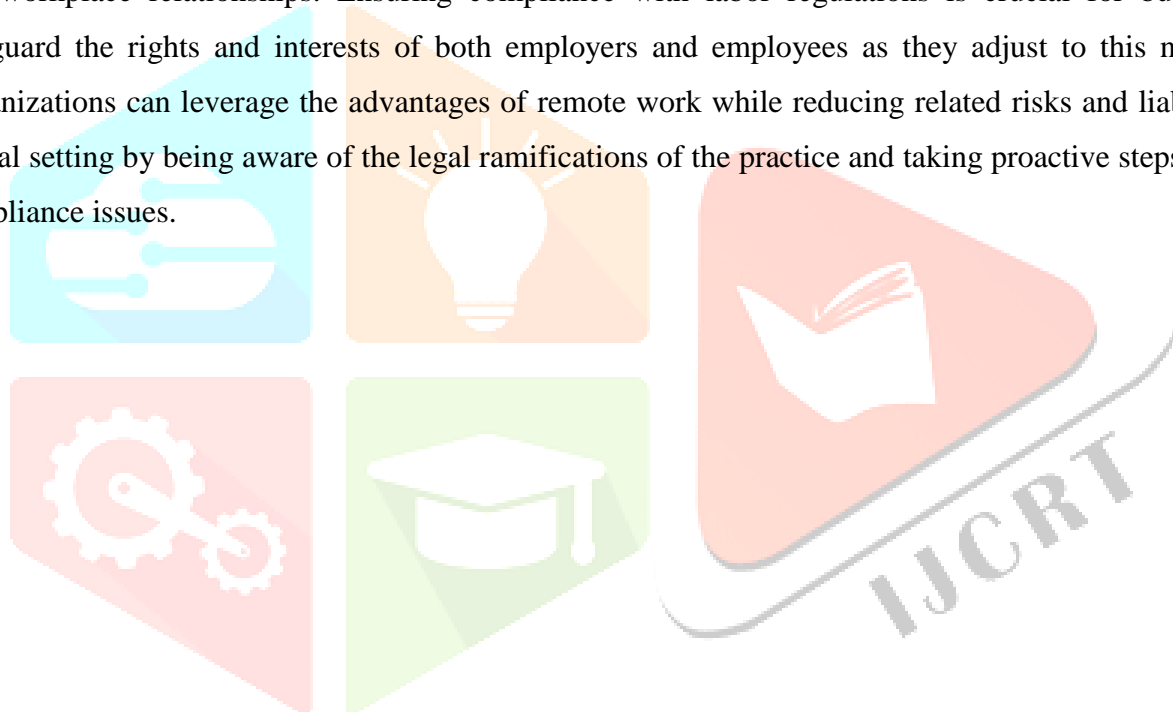 workplace relationships. Ensuring compliance with labor regulations is crucial for
guard the rights and interests of both employers and employees as they adjust to this
anizations can leverage the advantages of remote work while reducing related risks and
al setting by being aware of the legal ramifications of the practice and taking proactive steps
pliance issues.
IJCRT